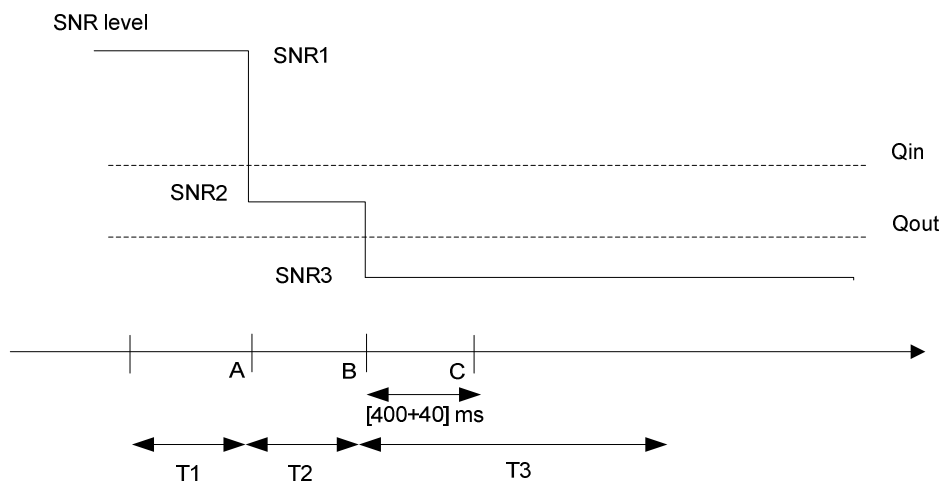 SNR level
SNR1
Qin
SNR2
Qout
SNR3
A
B
C
[400+40] ms
T1
T2
T3